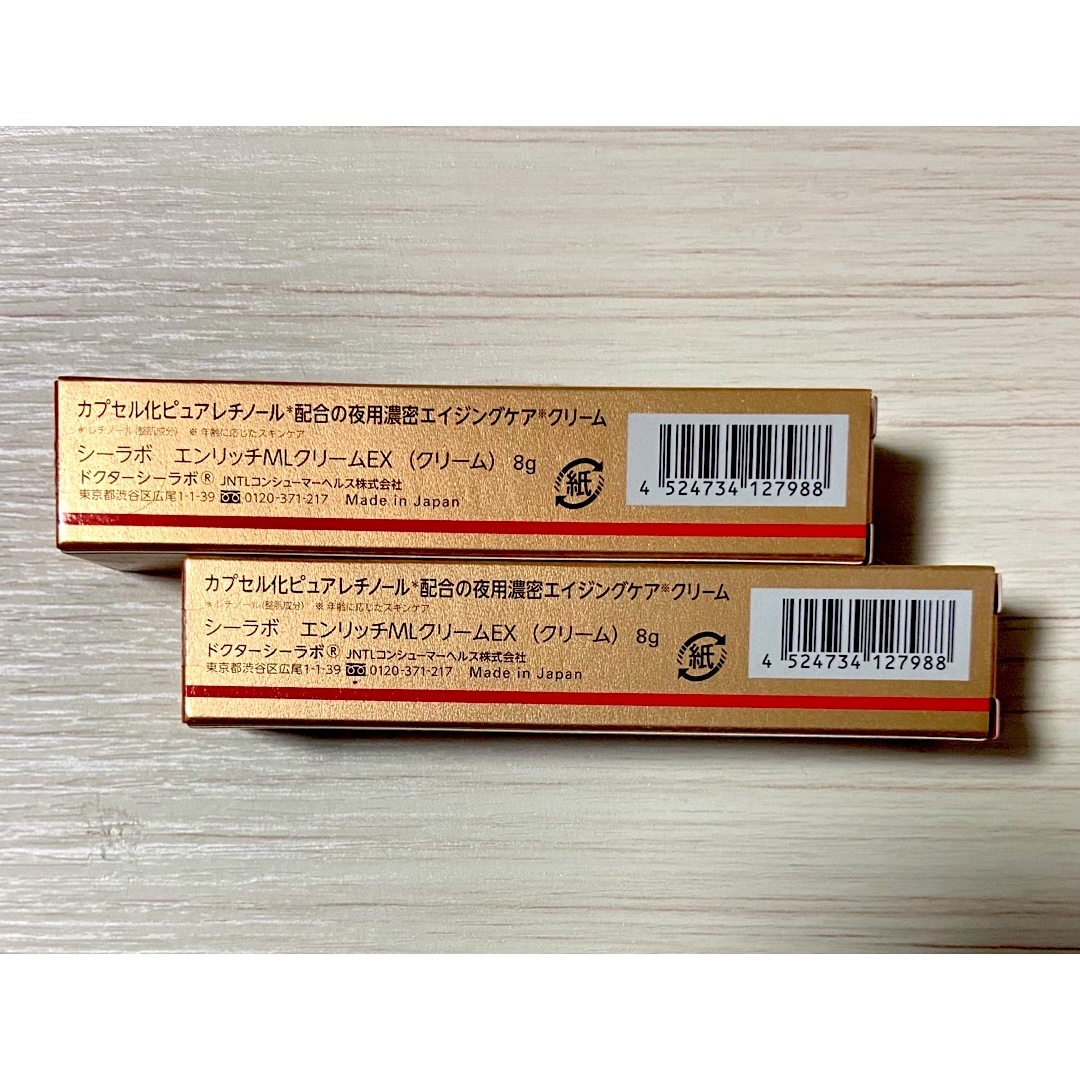 カプセル化ピュアレチノール*配合の夜用濃密エイジングケア※クリーム
*レチノール(整肌成分) ※ 年齢に応じたスキンケア
シーラボ エンリッチMLクリームEX (クリーム) 8g
ドクターシーラボ® JNTLコンシューマーヘルス株式会社
東京都渋谷区広尾1-1-39 0120-371-217 Made in Japan
紙
4 524734 127988
カプセル化ピュアレチノール*配合の夜用濃密エイジングケア※クリーム
*レチノール(整肌成分) ※ 年齢に応じたスキンケア
シーラボ エンリッチMLクリームEX (クリーム) 8g
ドクターシーラボ® JNTLコンシューマーヘルス株式会社
東京都渋谷区広尾1-1-39 0120-371-217 Made in Japan
紙
4 524734 127988